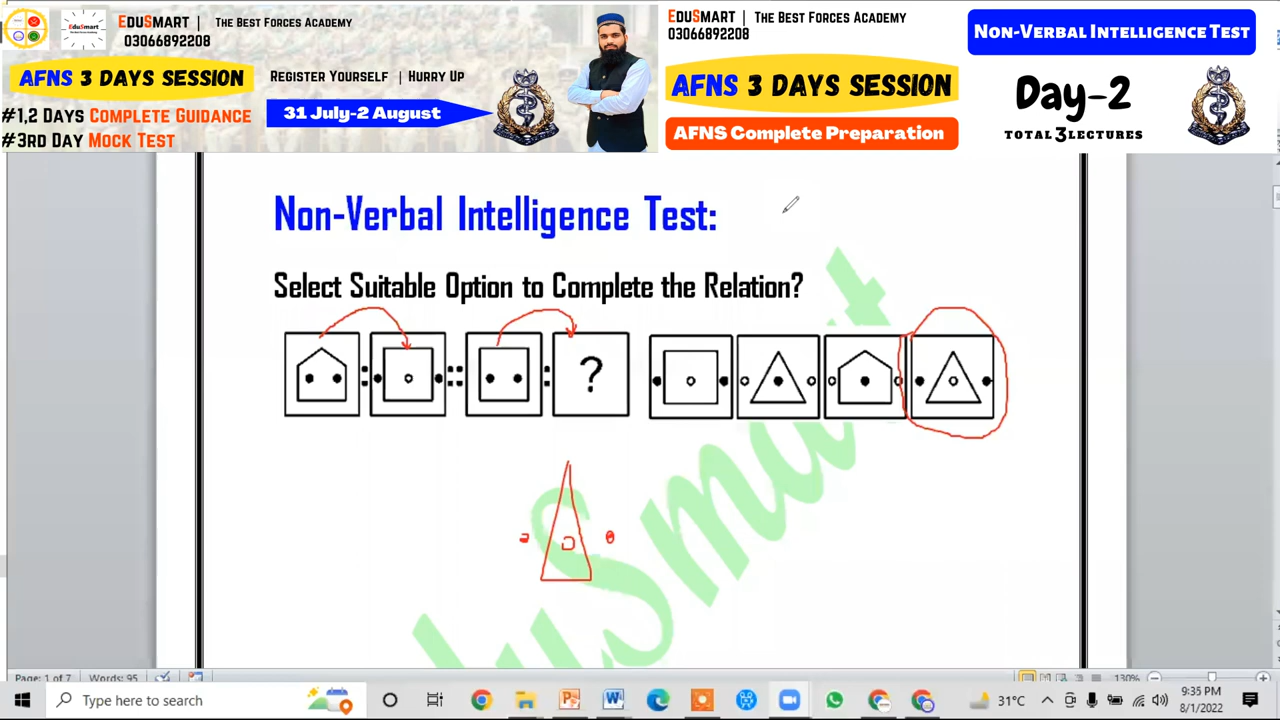 EDUSMART | THE BEST FORCES ACADEMY
03066892208
AFNS 3 DAYS SESSION
REGISTER YOURSELF | HURRY UP
#1,2 DAYS COMPLETE GUIDANCE
31 July-2 August
#3RD DAY MOCK TEST
EDUSMART | THE BEST FORCES ACADEMY
03066892208
AFNS 3 DAYS SESSION
AFNS Complete Preparation
NON-VERBAL INTELLIGENCE TEST
Day-2
TOTAL 3 LECTURES
Non-Verbal Intelligence Test:
Select Suitable Option to Complete the Relation?
: :: : ?
EduSmart
Page: 1 of 7 Words: 95 130%
Type here to search
31°C
9:35 PM
8/1/2022